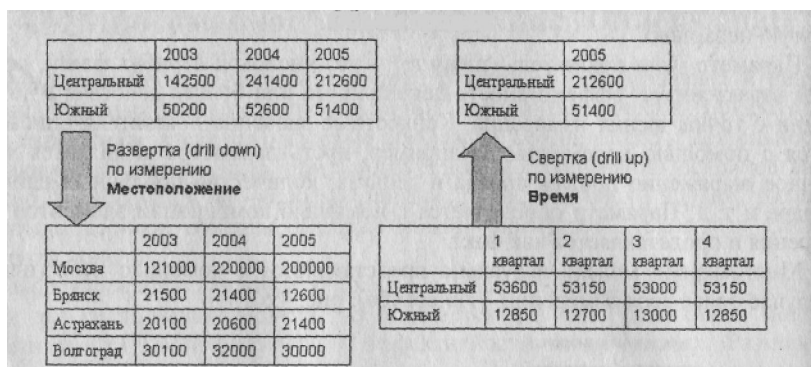 2003 2004 2005
Центральный 142500 241400 212600
Южный 50200 52600 51400
Развертка (drill down)
по измерению
Местоположение
2003 2004 2005
Москва 121000 220000 200000
Брянск 21500 21400 12600
Астрахань 20100 20600 21400
Волгоград 30100 32000 30000
2005
Центральный 212600
Южный 51400
Свертка (drill up)
по измерению
Время
1 2 3 4
квартал квартал квартал квартал
Центральный 53600 53150 53000 53150
Южный 12850 12700 13000 12850